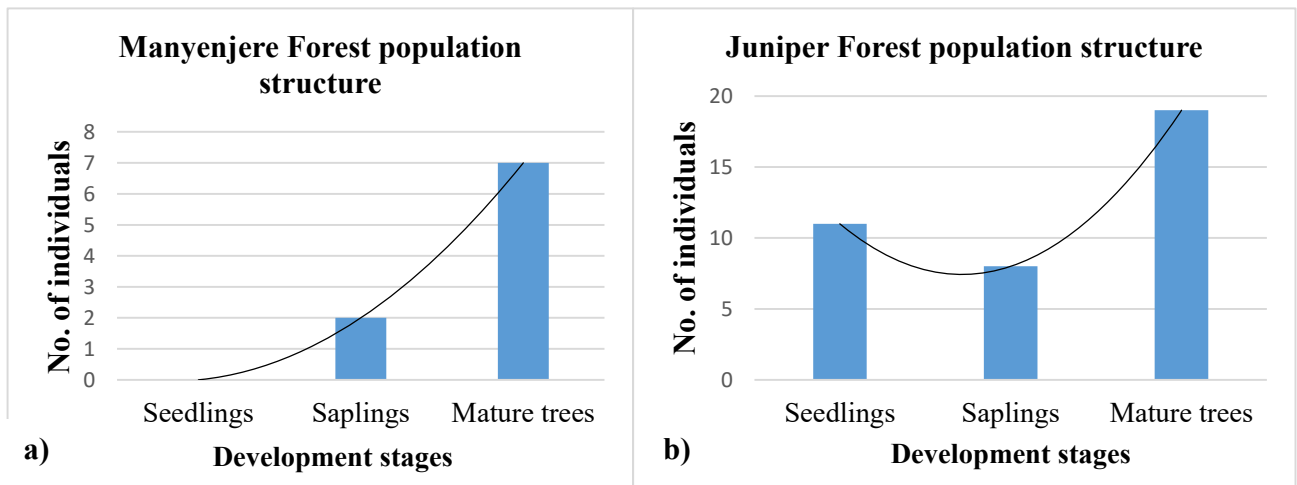 Manyenjere Forest population
structure
No. of individuals
8
7
6
5
4
3
2
1
0
Seedlings Saplings Mature trees
Development stages
a)
Juniper Forest population structure
No. of individuals
20
15
10
5
0
Seedlings Saplings Mature trees
Development stages
b)